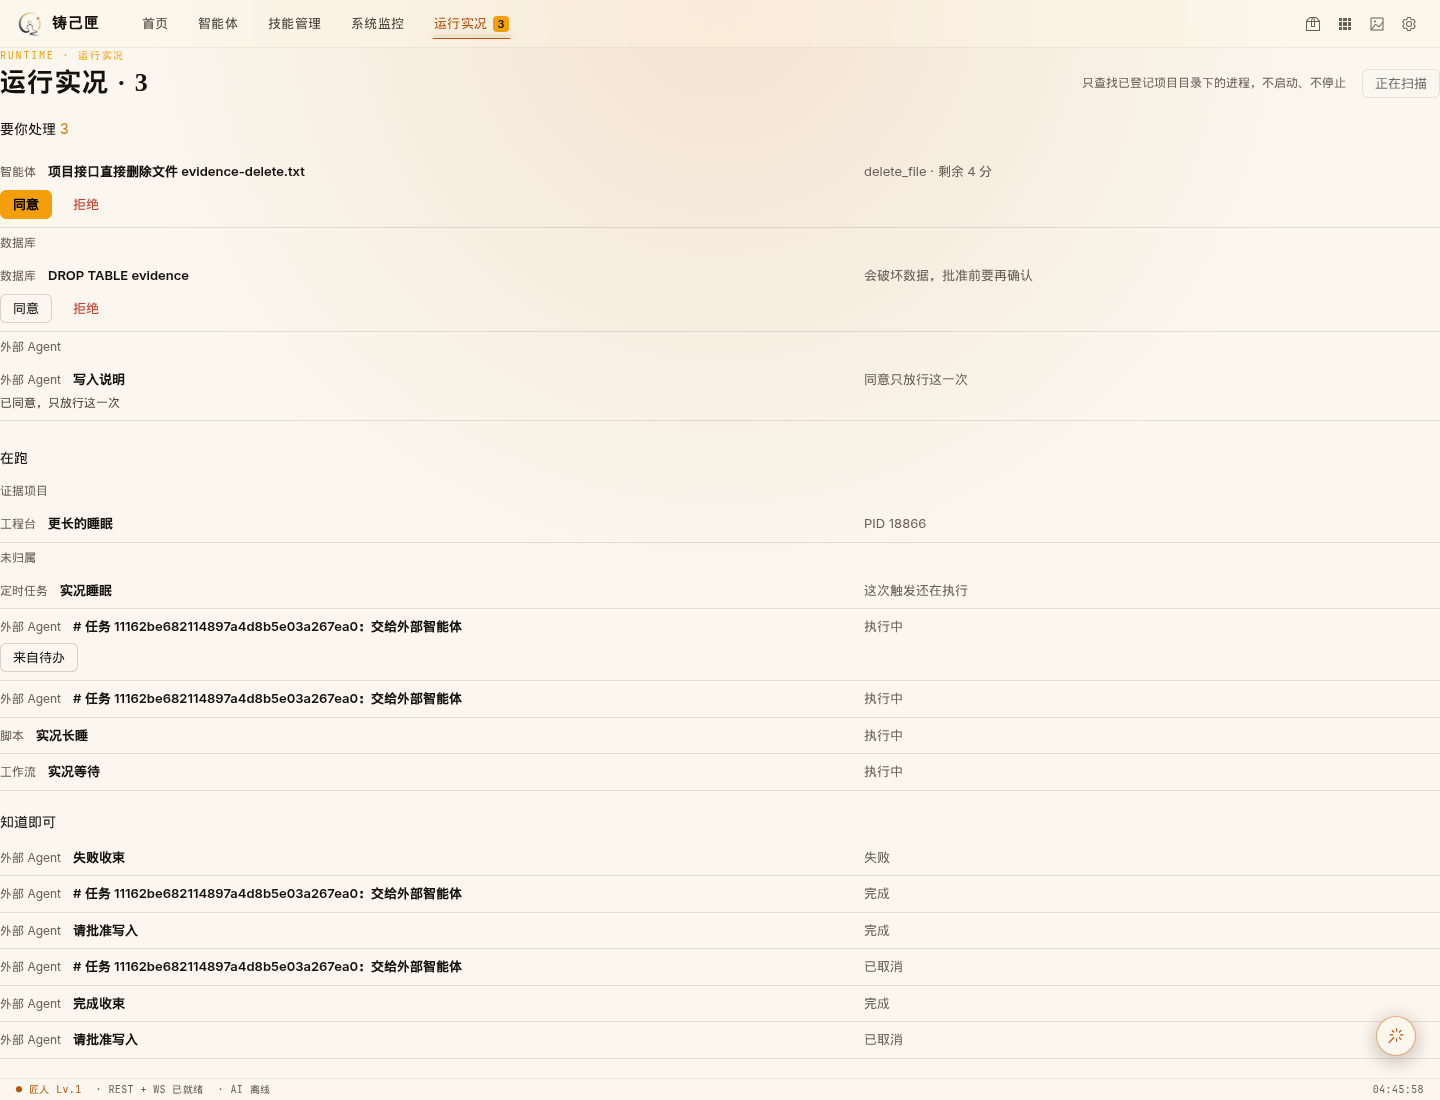 铸己匣 首页 智能体 技能管理 系统监控 运行实况 3
RUNTIME · 运行实况
运行实况 · 3
只查找已登记项目目录下的进程，不启动、不停止 正在扫描
要你处理 3
智能体 项目接口直接删除文件 evidence-delete.txt delete_file · 剩余 4 分
同意 拒绝
数据库
数据库 DROP TABLE evidence 会破坏数据，批准前要再确认
同意 拒绝
外部 Agent
外部 Agent 写入说明 同意只放行这一次
已同意，只放行这一次
在跑
证据项目
工程台 更长的睡眠 PID 18866
未归属
定时任务 实况睡眠 这次触发还在执行
外部 Agent # 任务 11162be682114897a4d8b5e03a267ea0：交给外部智能体 执行中
来自待办
外部 Agent # 任务 11162be682114897a4d8b5e03a267ea0：交给外部智能体 执行中
脚本 实况长睡 执行中
工作流 实况等待 执行中
知道即可
外部 Agent 失败收束 失败
外部 Agent # 任务 11162be682114897a4d8b5e03a267ea0：交给外部智能体 完成
外部 Agent 请批准写入 完成
外部 Agent # 任务 11162be682114897a4d8b5e03a267ea0：交给外部智能体 已取消
外部 Agent 完成收束 完成
外部 Agent 请批准写入 已取消
匠人 Lv.1 · REST + WS 已就绪 · AI 离线 04:45:58